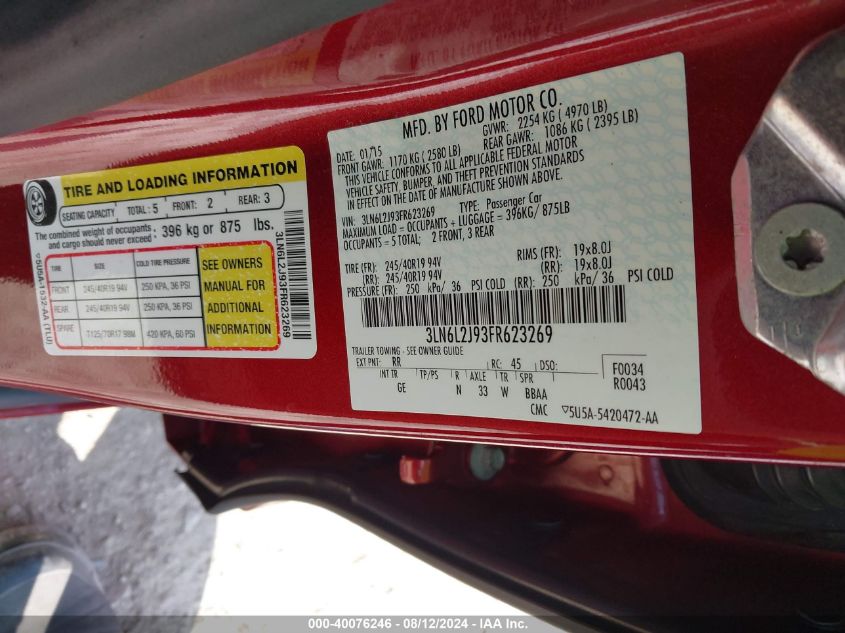 TIRE AND LOADING INFORMATION
SEATING CAPACITY TOTAL: 5 FRONT: 2 REAR: 3
The combined weight of occupants and cargo should never exceed : 396 kg or 875 lbs.
TIRE SIZE COLD TIRE PRESSURE
FRONT 245/40R19 94V 250 KPA, 36 PSI
REAR 245/40R19 94V 250 KPA, 36 PSI
SPARE T125/70R17 98M 420 KPA, 60 PSI
SEE OWNERS
MANUAL FOR
ADDITIONAL
INFORMATION
5U5A-1532-AA (TLU)
3LN6L2J93FR623269
MFD. BY FORD MOTOR CO.
DATE: 01/15 GVWR: 2254 KG ( 4970 LB)
FRONT GAWR: 1170 KG ( 2580 LB) REAR GAWR: 1086 KG ( 2395 LB)
THIS VEHICLE CONFORMS TO ALL APPLICABLE FEDERAL MOTOR
VEHICLE SAFETY, BUMPER, AND THEFT PREVENTION STANDARDS
IN EFFECT ON THE DATE OF MANUFACTURE SHOWN ABOVE.
VIN: 3LN6L2J93FR623269 TYPE: Passenger Car
MAXIMUM LOAD = OCCUPANTS + LUGGAGE = 396KG/ 875LB
OCCUPANTS = 5 TOTAL; 2 FRONT, 3 REAR
TIRE (FR): 245/40R19 94V RIMS (FR): 19x8.0J
(RR): 245/40R19 94V (RR): 19x8.0J
PRESSURE (FR): 250 kPa/ 36 PSI COLD (RR): 250 kPa/ 36 PSI COLD
3LN6L2J93FR623269
TRAILER TOWING - SEE OWNER GUIDE
EXT PNT: RR RC: 45 DSO: F0034
INT TR TP/PS R AXLE TR SPR R0043
GE N 33 W BBAA
CMC 5U5A-5420472-AA
000-40076246 - 08/12/2024 - IAA Inc.